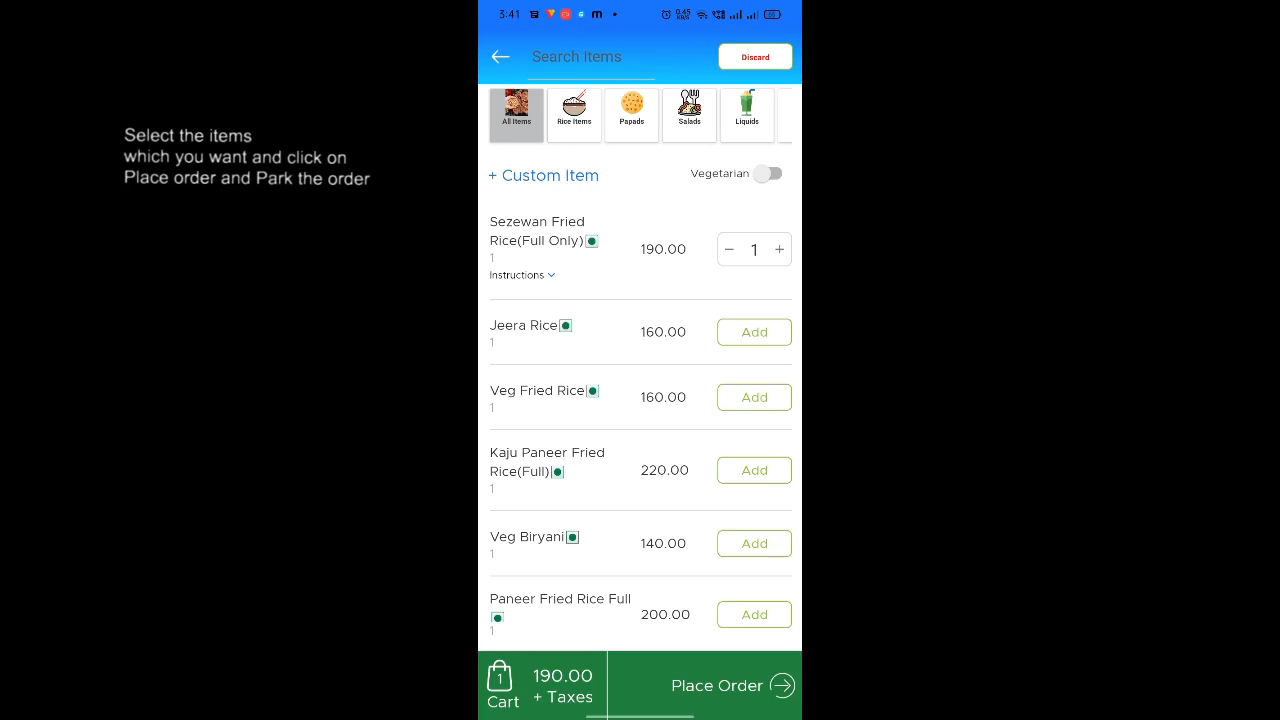 3:41
m
0.45
KB/S
Search Items
Discard
All Items
Rice Items
Papads
Salads
Liquids
Select the items
which you want and click on
Place order and Park the order
+ Custom Item
Vegetarian
Sezewan Fried
Rice(Full Only)
1
Instructions
190.00
− 1 +
Jeera Rice
1
160.00
Add
Veg Fried Rice
1
160.00
Add
Kaju Paneer Fried
Rice(Full)
1
220.00
Add
Veg Biryani
1
140.00
Add
Paneer Fried Rice Full
1
200.00
Add
1
Cart
190.00
+ Taxes
Place Order